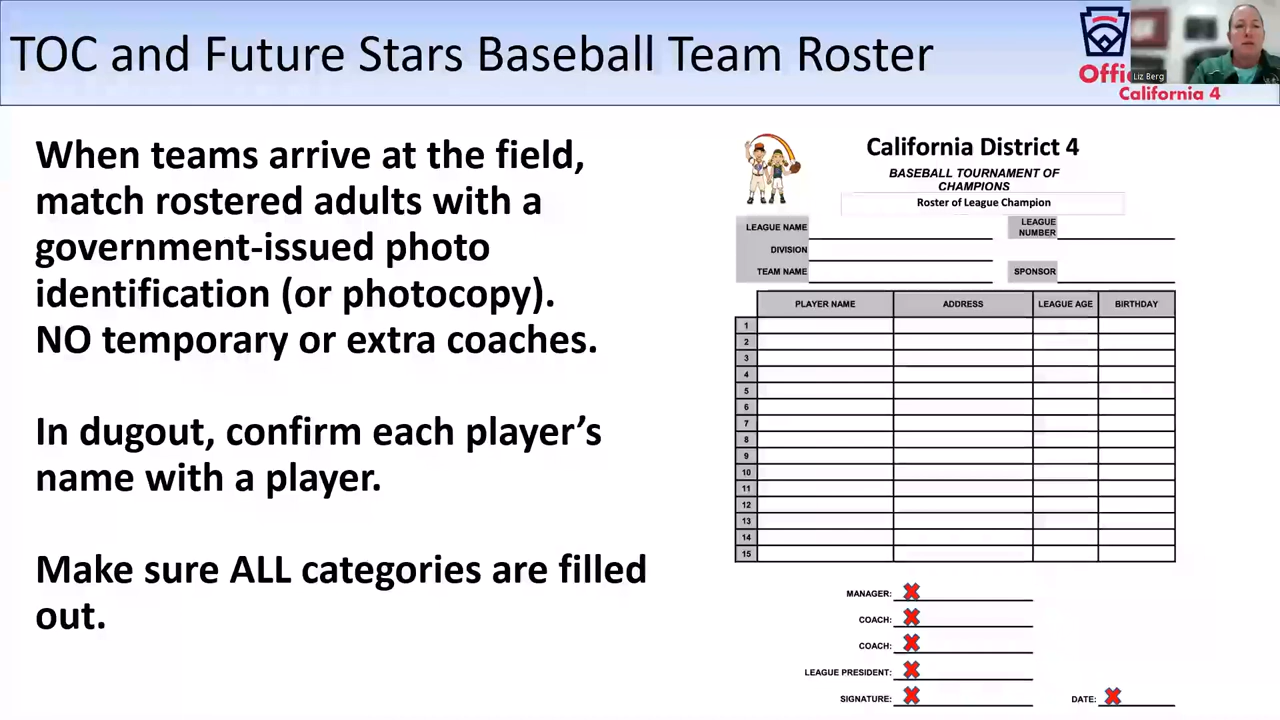 TOC and Future Stars Baseball Team Roster
Liz Berg
California 4
When teams arrive at the field,
match rostered adults with a
government-issued photo
identification (or photocopy).
NO temporary or extra coaches.
In dugout, confirm each player's
name with a player.
Make sure ALL categories are filled
out.
California District 4
BASEBALL TOURNAMENT OF
CHAMPIONS
Roster of League Champion
LEAGUE NAME
LEAGUE
NUMBER
DIVISION
TEAM NAME
SPONSOR
PLAYER NAME ADDRESS LEAGUE AGE BIRTHDAY
1
2
3
4
5
6
7
8
9
10
11
12
13
14
15
MANAGER:
COACH:
COACH:
LEAGUE PRESIDENT:
SIGNATURE: DATE: